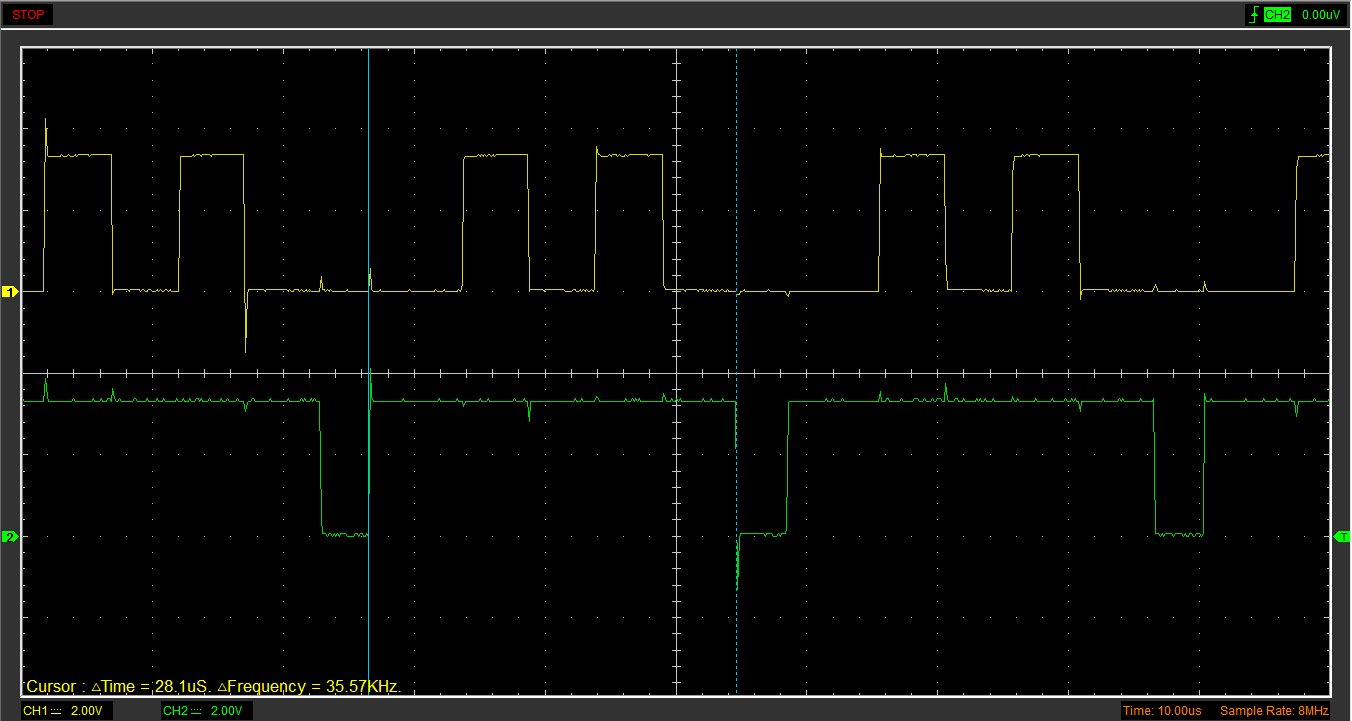 STOP
CH2 0.00uV
1
2
T
Cursor : △Time = 28.1uS. △Frequency = 35.57KHz.
CH1 2.00V CH2 2.00V Time: 10.00us Sample Rate: 8MHz